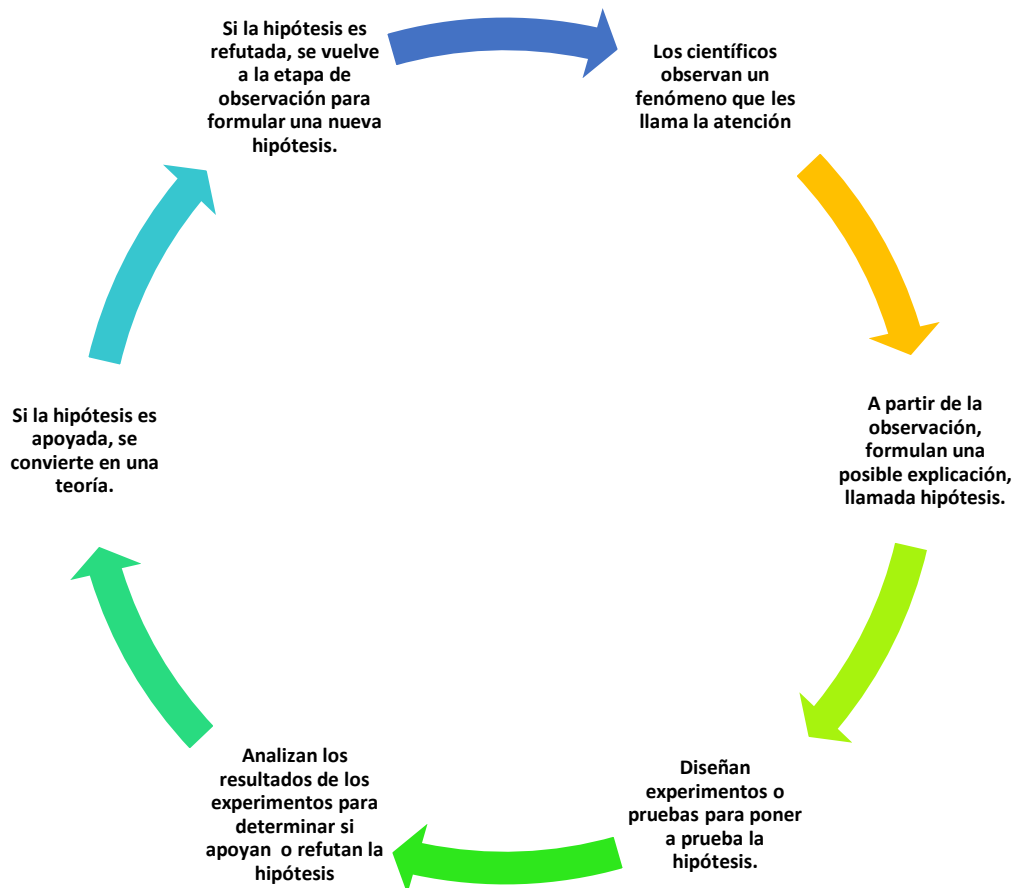 Los científicos
observan un
fenómeno que les
llama la atención
A partir de la
observación,
formulan una
posible explicación,
llamada hipótesis.
Diseñan
experimentos o
pruebas para poner
a prueba la
hipótesis.
Analizan los
resultados de los
experimentos para
determinar si
apoyan  o refutan la
hipótesis
Si la hipótesis es
apoyada, se
convierte en una
teoría.
Si la hipótesis es
refutada, se vuelve
a la etapa de
observación para
formular una nueva
hipótesis.